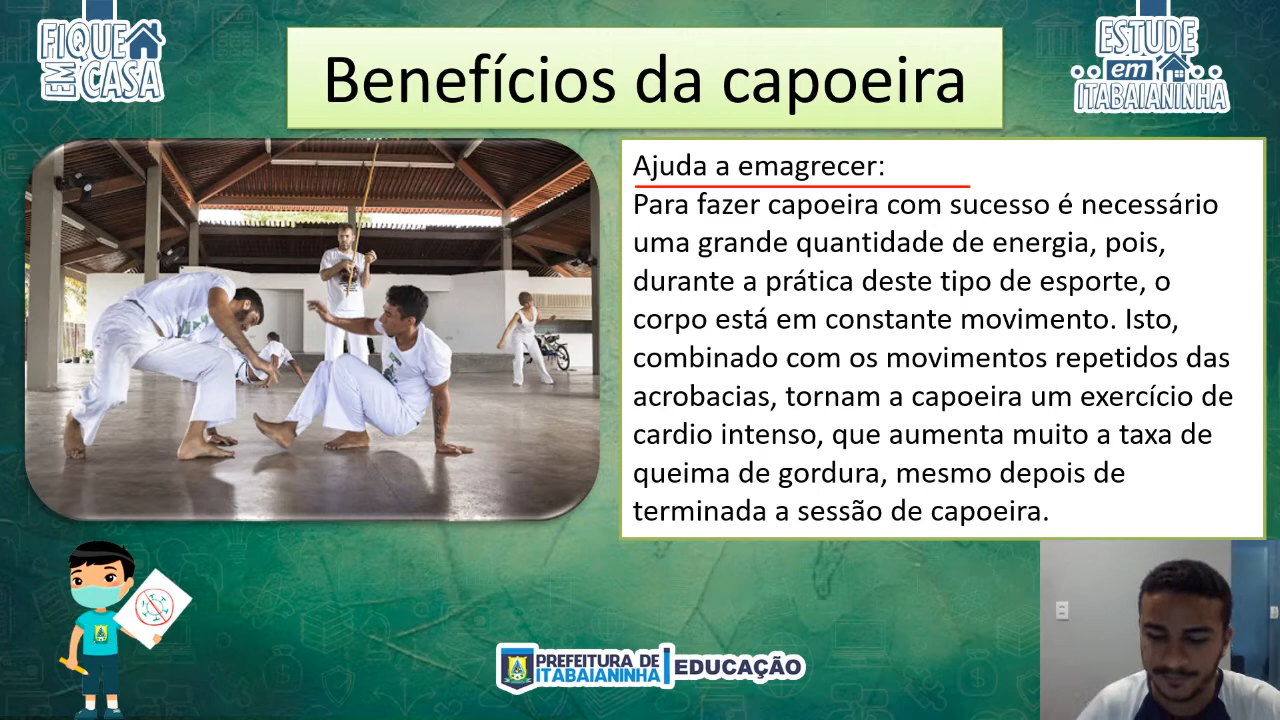 FIQUE
EM
CASA
Benefícios da capoeira
ESTUDE
em
ITABAIANINHA
Ajuda a emagrecer:
Para fazer capoeira com sucesso é necessário
uma grande quantidade de energia, pois,
durante a prática deste tipo de esporte, o
corpo está em constante movimento. Isto,
combinado com os movimentos repetidos das
acrobacias, tornam a capoeira um exercício de
cardio intenso, que aumenta muito a taxa de
queima de gordura, mesmo depois de
terminada a sessão de capoeira.
PREFEITURA DE
ITABAIANINHA
EDUCAÇÃO